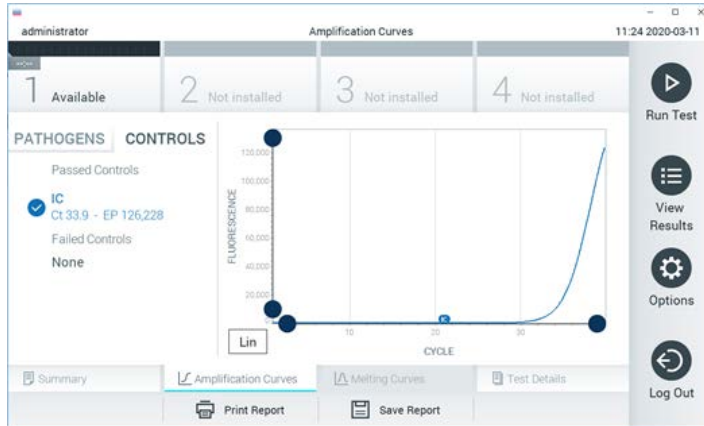 administrator
Amplification Curves
11:24 2020-03-11
--:--
1 Available
2 Not installed
3 Not installed
4 Not installed
Run Test
PATHOGENS CONTROLS
Passed Controls
IC
Ct 33.9 - EP 126,228
Failed Controls
None
FLUORESCENCE
120,000
100,000
80,000
60,000
40,000
20,000
0
IC
10
20
30
CYCLE
Lin
View
Results
Options
Log Out
Summary
Amplification Curves
Melting Curves
Test Details
Print Report
Save Report